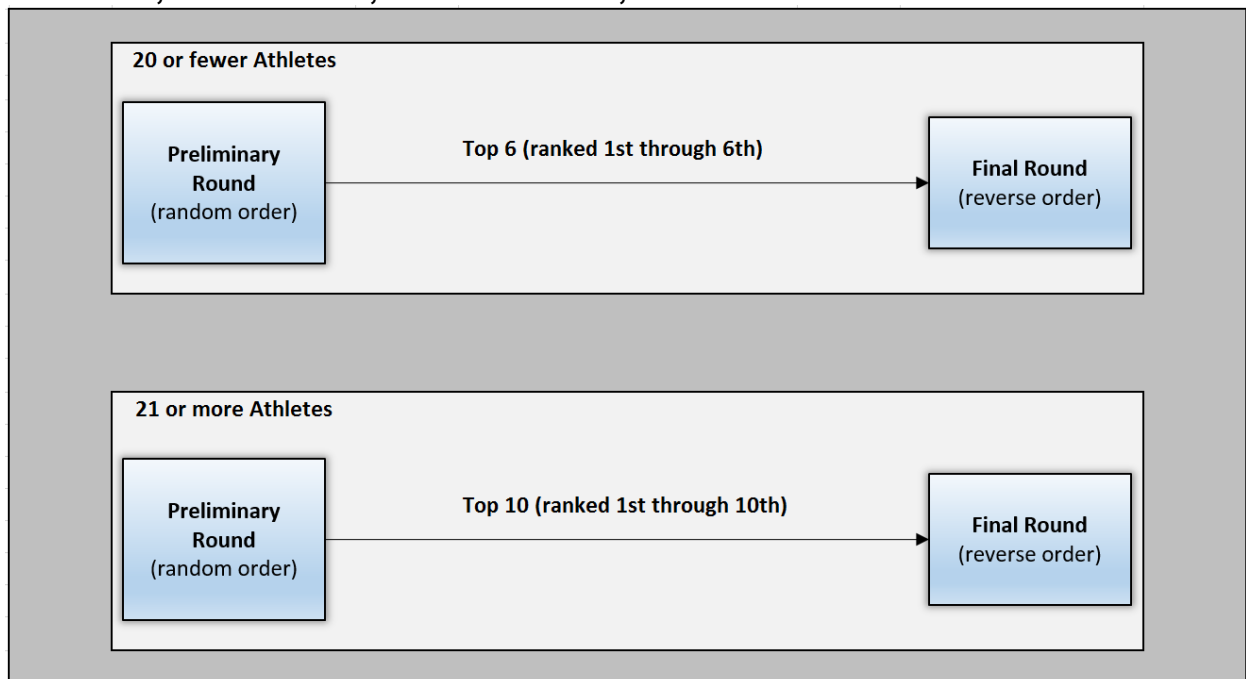 20 or fewer Athletes
Preliminary
Round
(random order)
Top 6 (ranked 1st through 6th)
Final Round
(reverse order)
21 or more Athletes
Preliminary
Round
(random order)
Top 10 (ranked 1st through 10th)
Final Round
(reverse order)